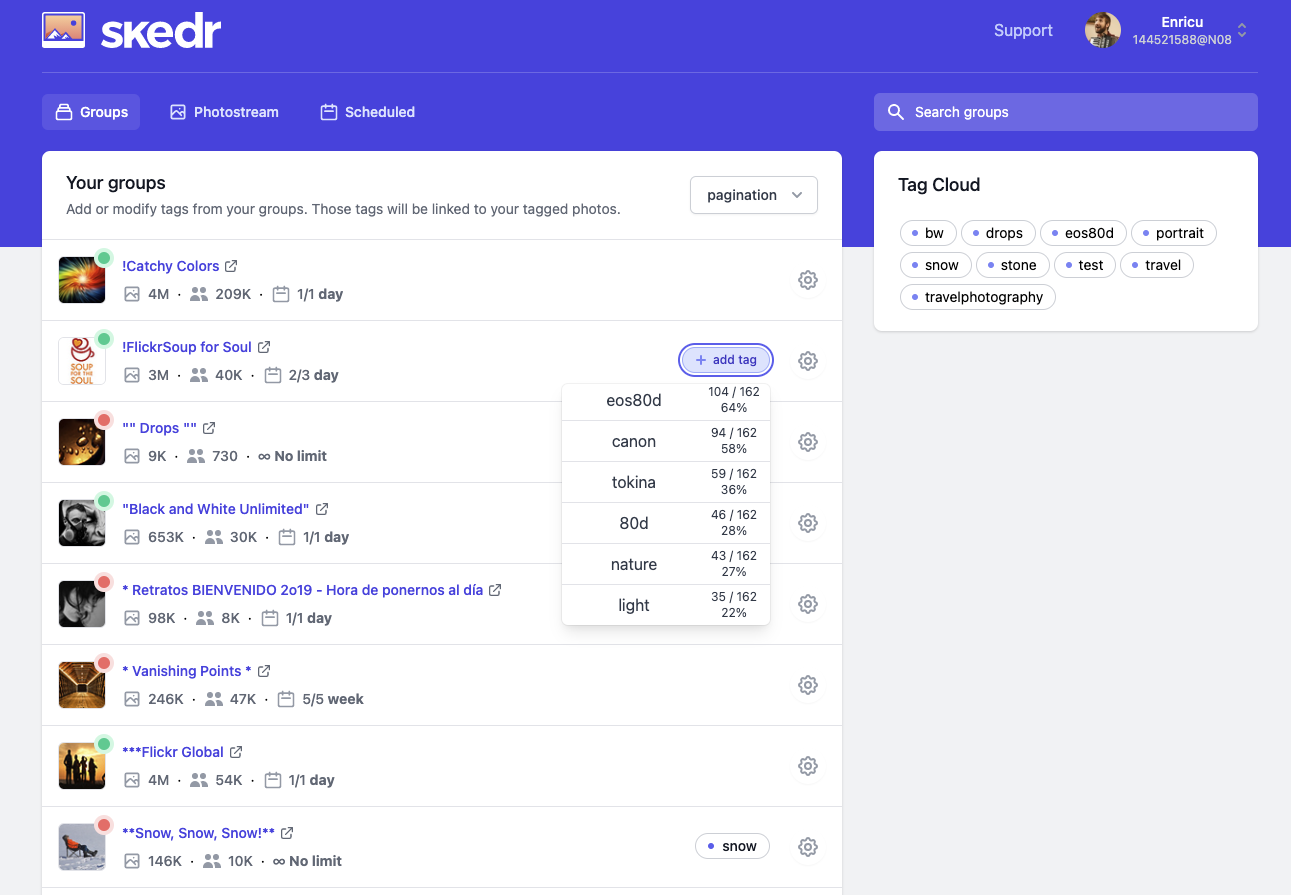 skedr
Support
Enricu
144521588@N08
Groups
Photostream
Scheduled
Search groups
Your groups
Add or modify tags from your groups. Those tags will be linked to your tagged photos.
pagination
Tag Cloud
bw
drops
eos80d
portrait
snow
stone
test
travel
travelphotography
!Catchy Colors
4M · 209K · 1/1 day
!FlickrSoup for Soul
3M · 40K · 2/3 day
SOUP
FOR THE
SOUL
+ add tag
eos80d 104 / 162
64%
canon 94 / 162
58%
tokina 59 / 162
36%
80d 46 / 162
28%
nature 43 / 162
27%
light 35 / 162
22%
"" Drops ""
9K · 730 · ∞ No limit
"Black and White Unlimited"
653K · 30K · 1/1 day
* Retratos BIENVENIDO 2o19 - Hora de ponernos al día
98K · 8K · 1/1 day
* Vanishing Points *
246K · 47K · 5/5 week
***Flickr Global
4M · 54K · 1/1 day
**Snow, Snow, Snow!**
146K · 10K · ∞ No limit
snow